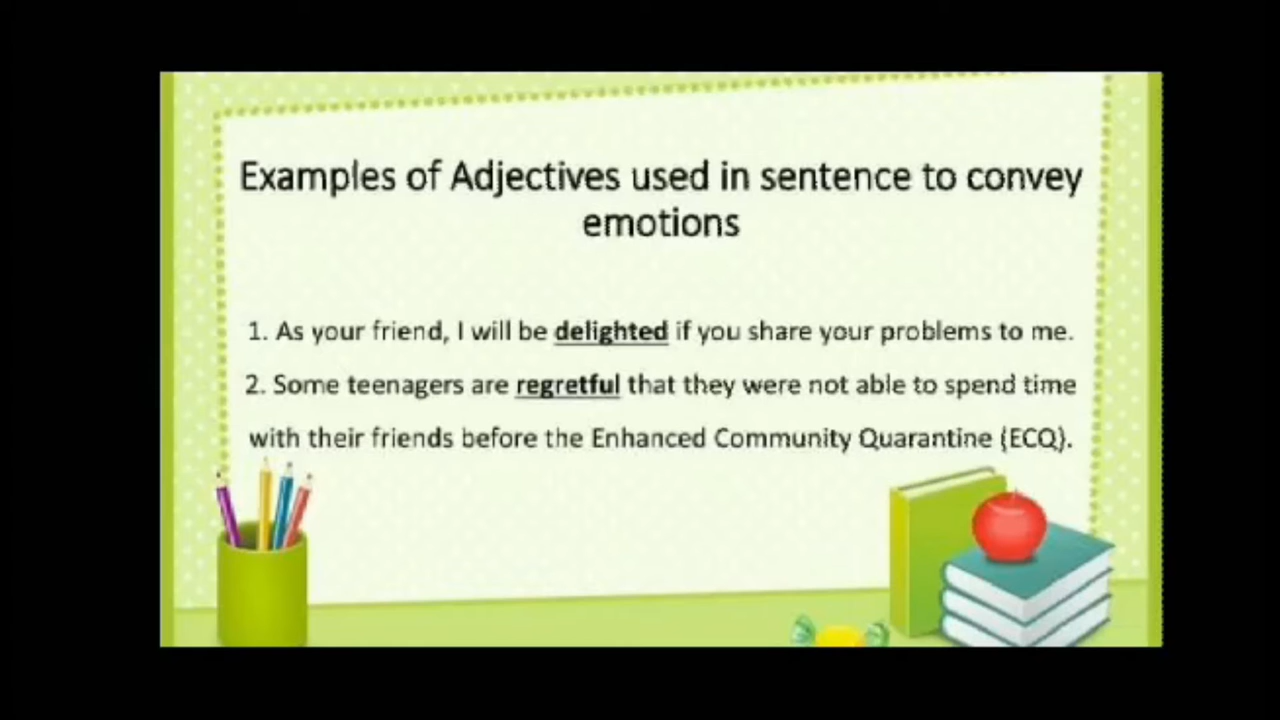 Examples of Adjectives used in sentence to convey
emotions
1. As your friend, I will be delighted if you share your problems to me.
2. Some teenagers are regretful that they were not able to spend time
with their friends before the Enhanced Community Quarantine (ECQ).